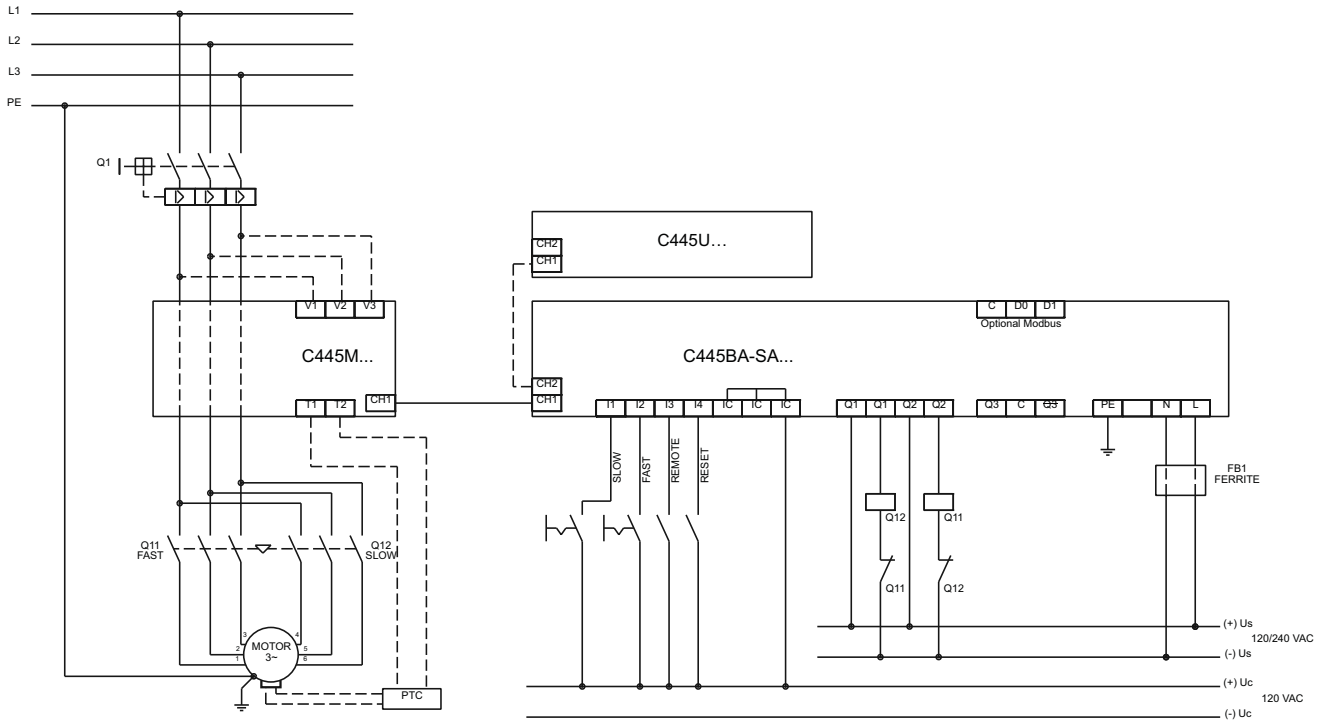 L1
L2
L3
PE
Q1
C445U…
CH2
CH1
V1 V2 V3
C D0 D1
Optional Modbus
C445M...
C445BA-SA...
T1 T2
CH1
CH2
CH1
I1 I2 I3 I4 IC IC IC
Q1 Q1 Q2 Q2
Q3 C Q3
PE N L
SLOW
FAST
REMOTE
RESET
FB1
FERRITE
Q12
Q11
Q11
FAST
Q12
SLOW
Q11
Q12
3
4
MOTOR
3~
2
5
1
6
PTC
(+) Us
120/240 VAC
(-) Us
(+) Uc
120 VAC
(-) Uc